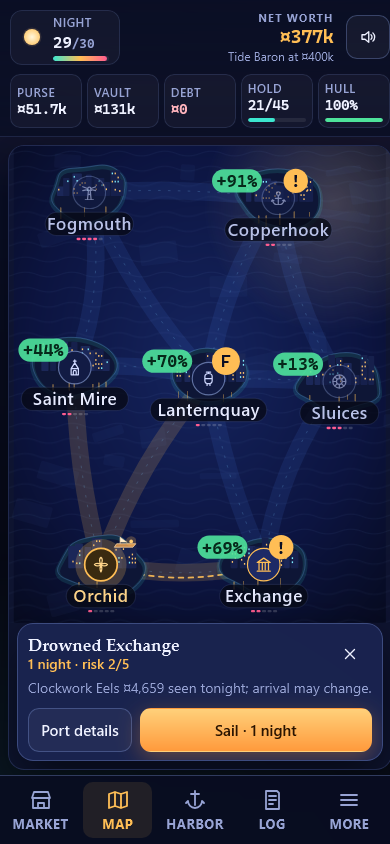 NIGHT
29/30
NET WORTH
¤377k
Tide Baron at ¤400k
PURSE
¤51.7k
VAULT
¤131k
DEBT
¤0
HOLD
21/45
HULL
100%
+91%
!
Fogmouth
Copperhook
+44%
+70%
F
+13%
Saint Mire
Lanternquay
Sluices
+69%
!
Orchid
Exchange
Drowned Exchange
1 night · risk 2/5
Clockwork Eels ¤4,659 seen tonight; arrival may change.
Port details
Sail · 1 night
MARKET
MAP
HARBOR
LOG
MORE